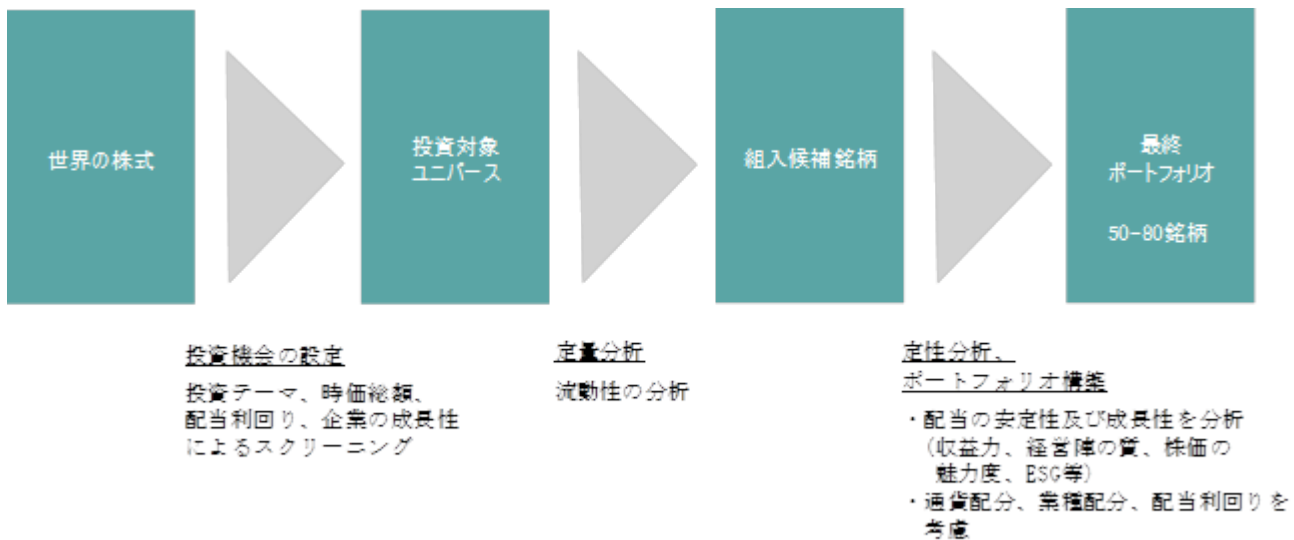 世界の株式
投資対象
ユニバース
組入候補銘柄
最終
ポートフォリオ
50-80銘柄
投資機会の設定
投資テーマ、時価総額、
配当利回り、企業の成長性
によるスクリーニング
定量分析
流動性の分析
定性分析、
ポートフォリオ構築
・配当の安定性及び成長性を分析
（収益力、経営陣の質、株価の
魅力度、ESG等）
・通貨配分、業種配分、配当利回りを
考慮